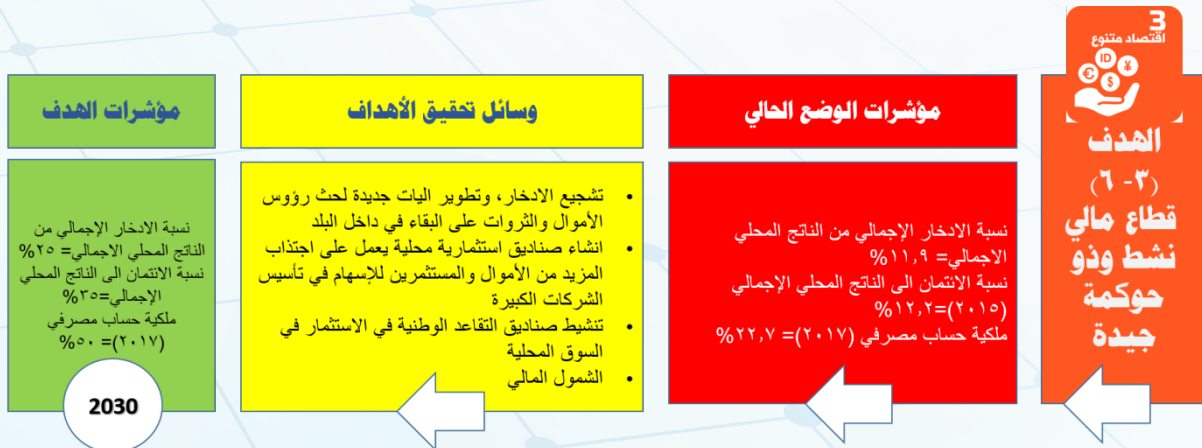 3
اقتصاد متنوع
ID
¥
€
$
الهدف
(٣- ٦)
قطاع مالي
نشط وذو
حوكمة
جيدة
مؤشرات الوضع الحالي
نسبة الادخار الإجمالي من الناتج المحلي
الاجمالي= ١١,٩%
نسبة الائتمان الى الناتج المحلي الإجمالي
(٢٠١٥)=١٢,٢%
ملكية حساب مصرفي (٢٠١٧)= ٢٢,٧%
وسائل تحقيق الأهداف
• تشجيع الادخار، وتطوير اليات جديدة لحث رؤوس
الأموال والثروات على البقاء في داخل البلد
• انشاء صناديق استثمارية محلية يعمل على اجتذاب
المزيد من الأموال والمستثمرين للإسهام في تأسيس
الشركات الكبيرة
• تنشيط صناديق التقاعد الوطنية في الاستثمار في
السوق المحلية
• الشمول المالي
مؤشرات الهدف
نسبة الادخار الإجمالي من
الناتج المحلي الاجمالي= ٢٥%
نسبة الائتمان الى الناتج المحلي
الإجمالي=٣٥%
ملكية حساب مصرفي
(٢٠١٧)= ٥٠%
2030